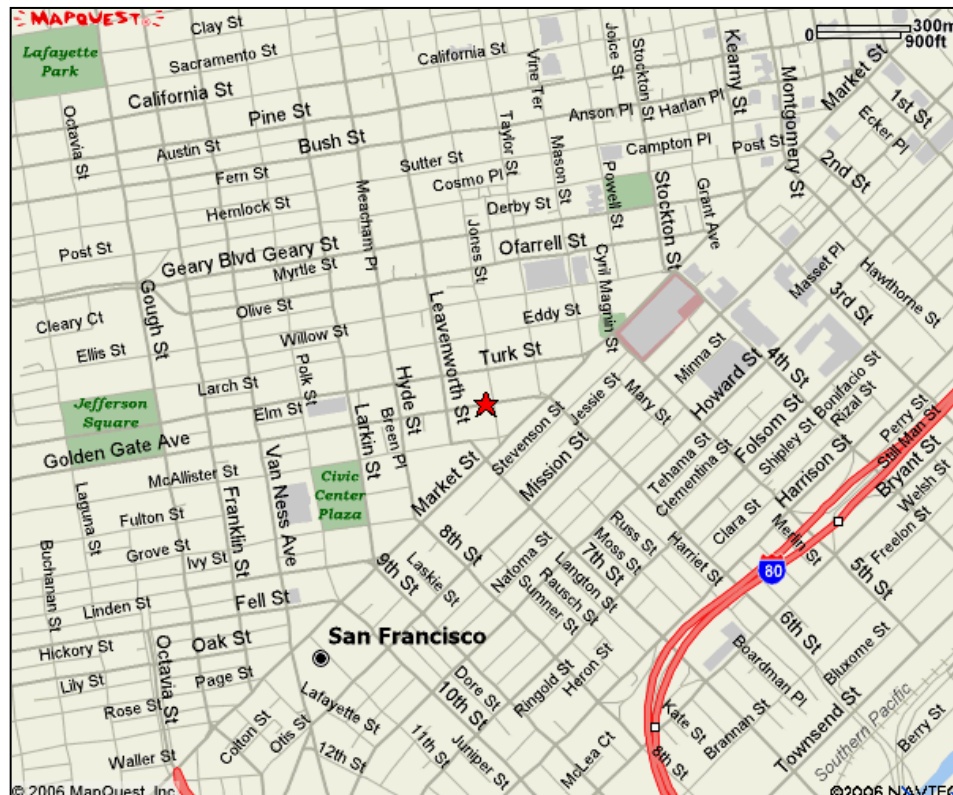 MAPQUEST
Clay St
Lafayette
Park
Sacramento St
California St
California St
Vine Ter
Joice St
Stockton St
Kearny St
0
300m
900ft
Market St
Montgomery St
1st St
Ecker Pl
Octavia St
Pine St
Anson Pl
Harlan Pl
Austin St
Bush St
Sutter St
Taylor St
Mason St
Campton Pl
Post St
2nd St
Fern St
Cosmo Pl
Powell St
Stockton St
Grant Ave
Hemlock St
Meacham Pl
Derby St
Post St
Geary Blvd
Geary St
Jones St
Ofarrell St
Myrtle St
Cyril Magnin St
Masset Pl
Hawthorne St
Gough St
Olive St
Leavenworth St
Eddy St
3rd St
Cleary Ct
Willow St
Ellis St
Turk St
Minna St
Howard St
4th St
Polk St
Larch St
Hyde St
Jessie St
Mary St
Bonifacio St
Rizal St
Jefferson
Square
Elm St
Larkin St
Breen Pl
Stevenson St
Folsom St
Shipley St
Perry St
Still Man St
Golden Gate Ave
Mission St
Tehama St
Clementina St
Harrison St
Bryant St
McAllister St
Van Ness Ave
Civic
Center
Plaza
Market St
Welsh St
Laguna St
Franklin St
Fulton St
8th St
Russ St
Moss St
Clara St
Merlin St
Freelon St
Buchanan St
Grove St
Ivy St
9th St
Laskie St
Natoma St
7th St
Harriet St
80
5th St
Langton St
Rausch St
Sumner St
Linden St
Fell St
San Francisco
6th St
Hickory St
Oak St
Boardman Pl
Bluxome St
Lily St
Page St
Octavia St
Dore St
Ringold St
Heron St
Rose St
Lafayette St
10th St
Kate St
Brannan St
Townsend St
Southern Pacific
Berry St
Colton St
Otis St
11th St
Juniper St
Waller St
12th St
McLea Ct
8th St
© 2006 MapQuest, Inc.
©2006 NAVTEQ